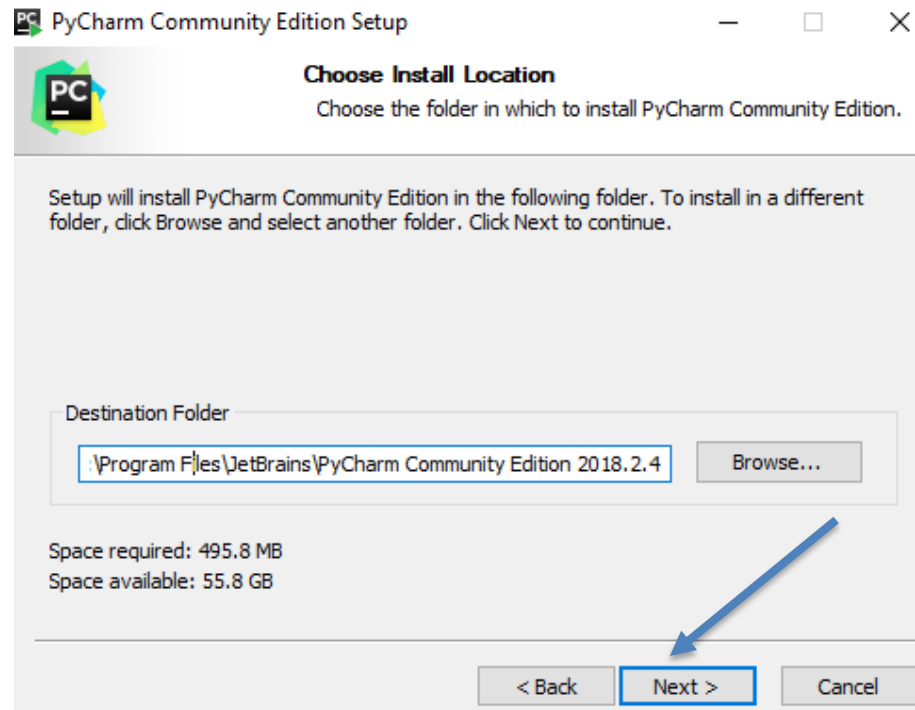 PyCharm Community Edition Setup
PC
Choose Install Location
Choose the folder in which to install PyCharm Community Edition.
Setup will install PyCharm Community Edition in the following folder. To install in a different
folder, click Browse and select another folder. Click Next to continue.
Destination Folder
:\Program Files\JetBrains\PyCharm Community Edition 2018.2.4
Browse...
Space required: 495.8 MB
Space available: 55.8 GB
< Back Next > Cancel